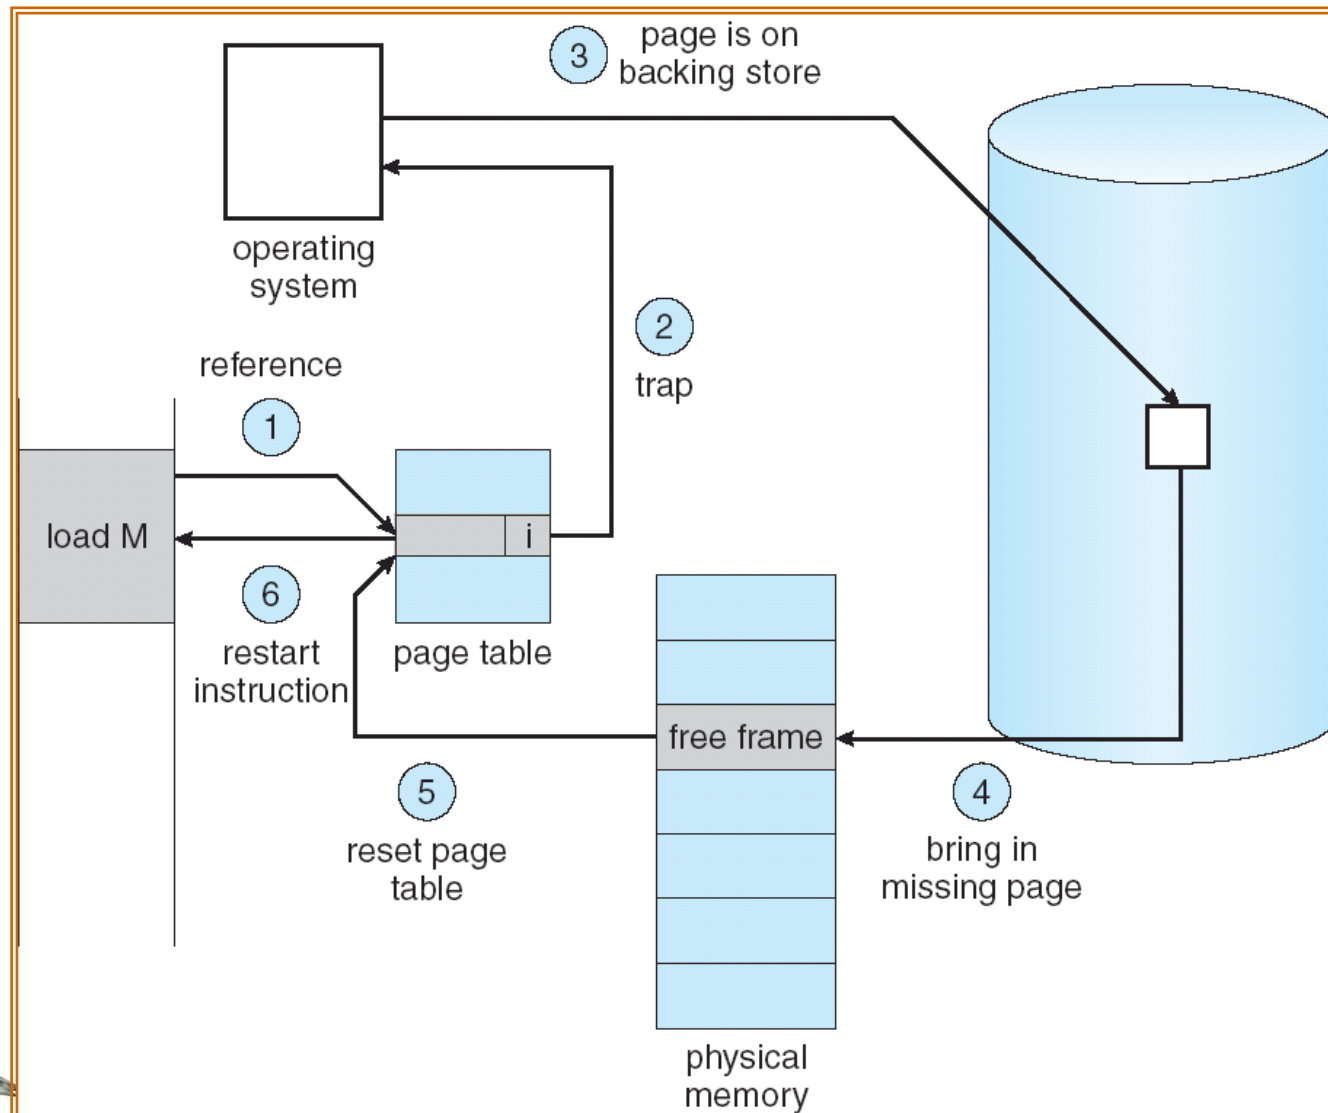 3
page is on
backing store
operating
system
2
trap
reference
1
load M
i
6
restart
instruction
page table
free frame
5
reset page
table
4
bring in
missing page
physical
memory